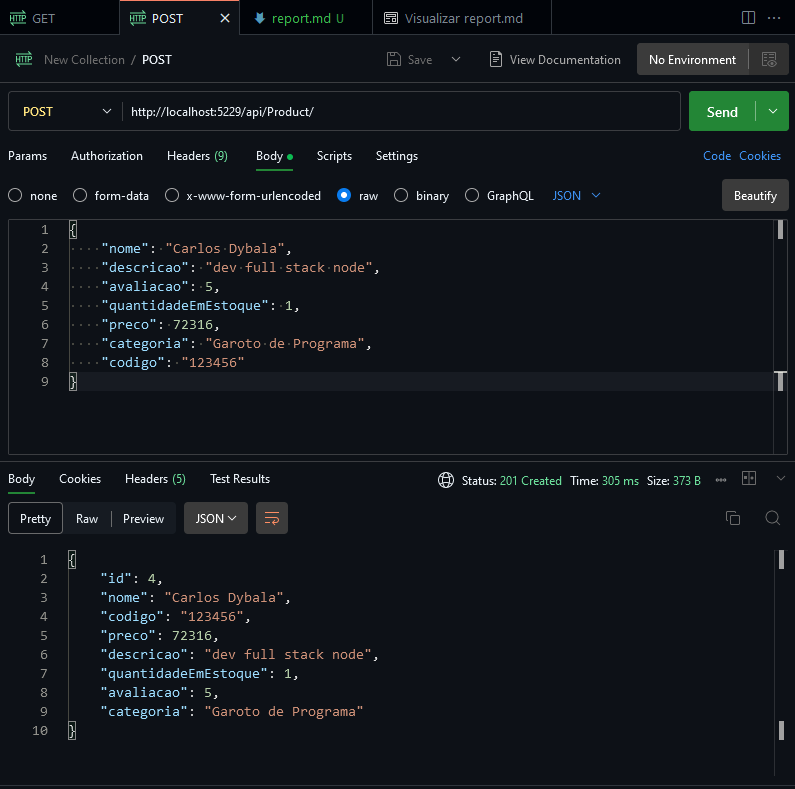 HTTP GET
HTTP POST ✕
report.md U
Visualizar report.md
HTTP New Collection / POST
Save
View Documentation
No Environment
POST
http://localhost:5229/api/Product/
Send
Params Authorization Headers (9) Body Scripts Settings
Code Cookies
none form-data x-www-form-urlencoded raw binary GraphQL JSON
Beautify
1 {
2 ····"nome":·"Carlos·Dybala",
3 ····"descricao":·"dev·full·stack·node",
4 ····"avaliacao":·5,
5 ····"quantidadeEmEstoque":·1,
6 ····"preco":·72316,
7 ····"categoria":·"Garoto·de·Programa",
8 ····"codigo":·"123456"
9 }
Body Cookies Headers (5) Test Results
Status: 201 Created Time: 305 ms Size: 373 B
Pretty Raw Preview JSON
1 {
2 "id": 4,
3 "nome": "Carlos Dybala",
4 "codigo": "123456",
5 "preco": 72316,
6 "descricao": "dev full stack node",
7 "quantidadeEmEstoque": 1,
8 "avaliacao": 5,
9 "categoria": "Garoto de Programa"
10 }